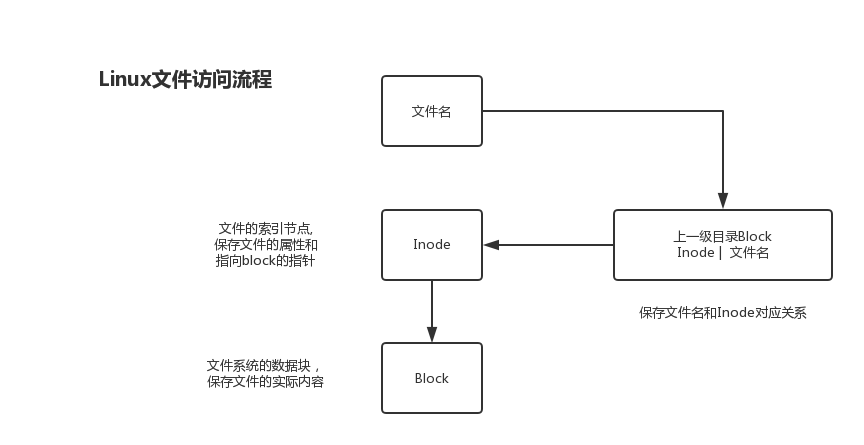 Linux文件访问流程
文件名
文件的索引节点,
保存文件的属性和
指向block的指针
Inode
上一级目录Block
Inode | 文件名
保存文件名和Inode对应关系
文件系统的数据块，
保存文件的实际内容
Block